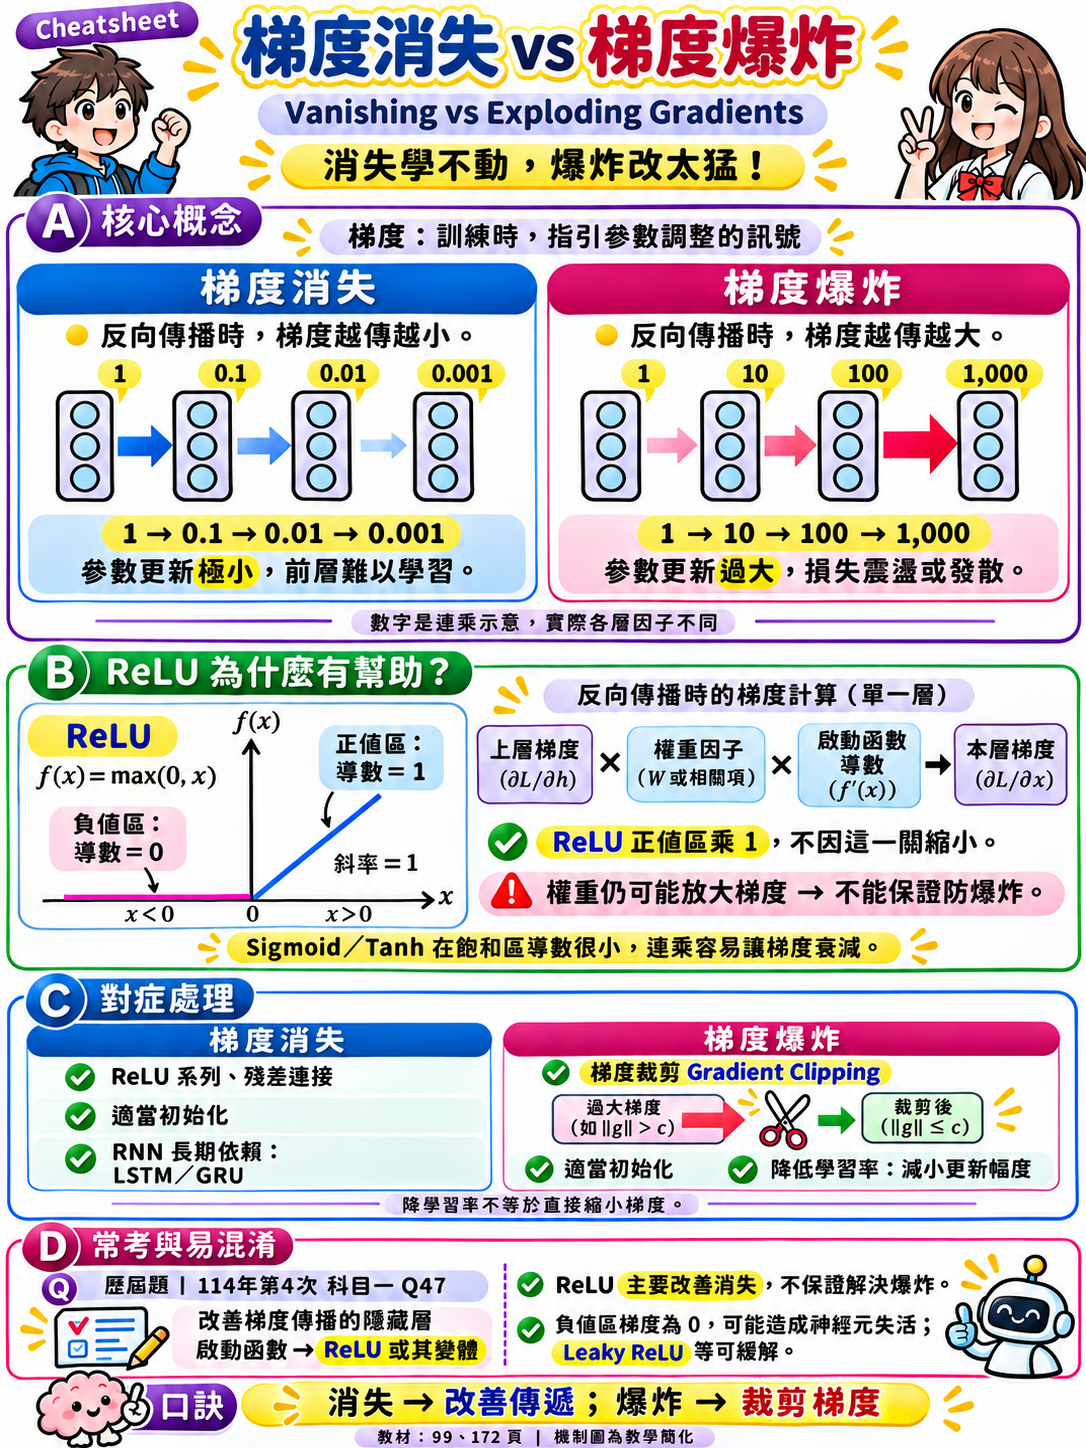 Cheatsheet
梯度消失 vs 梯度爆炸
Vanishing vs Exploding Gradients
消失學不動，爆炸改太猛！
A 核心概念
梯度：訓練時，指引參數調整的訊號
梯度消失
反向傳播時，梯度越傳越小。
1 0.1 0.01 0.001
1 → 0.1 → 0.01 → 0.001
參數更新極小，前層難以學習。
梯度爆炸
反向傳播時，梯度越傳越大。
1 10 100 1,000
1 → 10 → 100 → 1,000
參數更新過大，損失震盪或發散。
數字是連乘示意，實際各層因子不同
B ReLU 為什麼有幫助？
ReLU
f(x)=max(0, x)
f(x)
正值區：
導數＝1
負值區：
導數＝0
斜率＝1
x
x<0 0 x>0
反向傳播時的梯度計算（單一層）
上層梯度
(∂L/∂h)
×
權重因子
(W 或相關項)
×
啟動函數
導數
(f′(x))
→
本層梯度
(∂L/∂x)
ReLU 正值區乘 1，不因這一關縮小。
! 權重仍可能放大梯度 → 不能保證防爆炸。
Sigmoid／Tanh 在飽和區導數很小，連乘容易讓梯度衰減。
C 對症處理
梯度消失
ReLU 系列、殘差連接
適當初始化
RNN 長期依賴：
LSTM／GRU
梯度爆炸
梯度裁剪 Gradient Clipping
過大梯度
(如 ‖g‖ > c)
裁剪後
(‖g‖ ≤ c)
適當初始化
降低學習率：減小更新幅度
降學習率不等於直接縮小梯度。
D 常考與易混淆
Q 歷屆題 | 114年第4次 科目一 Q47
改善梯度傳播的隱藏層
啟動函數 → ReLU 或其變體
ReLU 主要改善消失，不保證解決爆炸。
負值區梯度為 0，可能造成神經元失活；
Leaky ReLU 等可緩解。
口訣
消失 → 改善傳遞；爆炸 → 裁剪梯度
教材：99、172 頁 | 機制圖為教學簡化